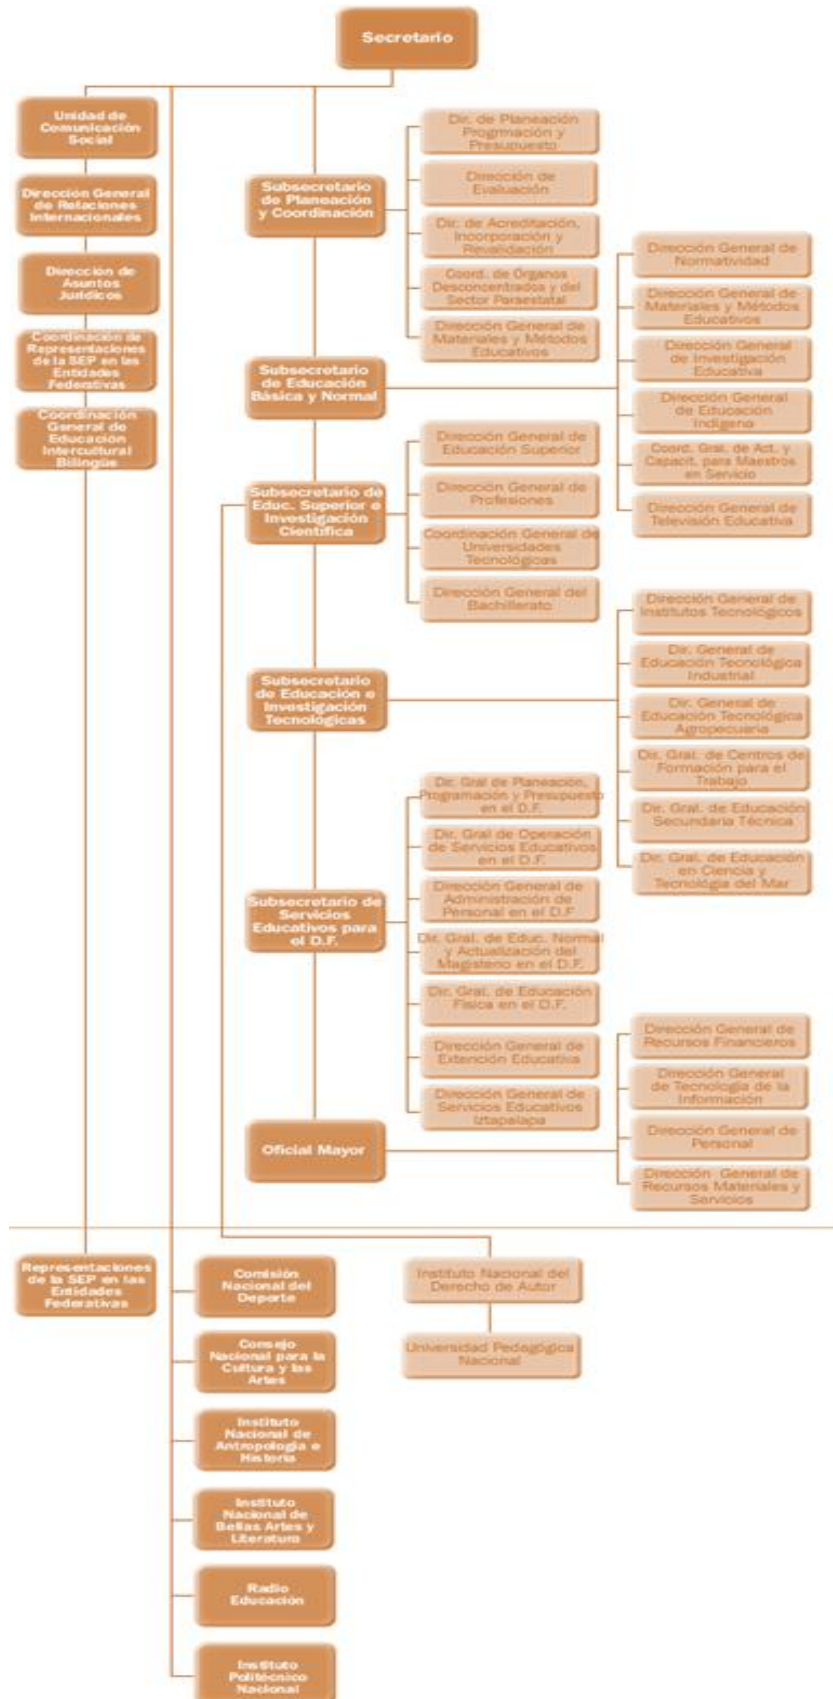 Secretario
Unidad de
Comunicación
Social
Dirección General
de Relaciones
Internacionales
Dirección de
Asuntos
Jurídicos
Coordinación de
Representaciones
de la SEP en las
Entidades
Federativas
Coordinación
General de
Educación
Intercultural
Bilingüe
Subsecretario
de Planeación
y Coordinación
Dir. de Planeación
Progrmación y
Presupuesto
Dirección de
Evaluación
Dir. de Acreditación,
Incorporación y
Revalidación
Coord. de Órganos
Desconcentrados y del
Sector Paraestatal
Dirección General de
Materiales y Métodos
Educativos
Subsecretario
de Educación
Básica y Normal
Dirección General de
Normatividad
Dirección General de
Materiales y Métodos
Educativos
Dirección General
de Investigación
Educativa
Dirección General
de Educación
Indígena
Coord. Gral. de Act. y
Capacit. para Maestros
en Servicio
Dirección General de
Televisión Educativa
Subsecretario de
Educ. Superior e
Investigación
Científica
Dirección General de
Educación Superior
Dirección General de
Profesiones
Coordinación General de
Universidades
Tecnológicas
Dirección General del
Bachillerato
Subsecretario
de Educación e
Investigación
Tecnológicas
Dirección General de
Institutos Tecnológicos
Dir. General de
Educación Tecnológica
Industrial
Dir. General de
Educación Tecnológica
Agropecuaria
Dir. Gral. de Centros de
Formación para el
Trabajo
Dir. Gral. de Educación
Secundaria Técnica
Dir. Gral. de Educación
en Ciencia y
Tecnológia del Mar
Subsecretario de
Servicios
Educativos para
el D.F.
Dir. Gral de Planeación,
Programación y Presupuesto
en el D.F.
Dir. Gral de Operación
de Servicios Educativos
en el D.F.
Dirección General de
Administración de
Personal en el D.F
Dir. Gral. de Educ. Normal
y Actualización del
Magisterio en el D.F.
Dir. Gral. de Educación
Física en el D.F.
Dirección General de
Extención Educativa
Dirección General de
Servicios Educativos
Iztapalapa
Oficial Mayor
Dirección General de
Recursos Financieros
Dirección General
de Tecnología de la
Información
Dirección General de
Personal
Dirección General de
Recursos Materiales y
Servicios
Representaciones
de la SEP en las
Entidades
Federativas
Comisión
Nacional del
Deporte
Consejo
Nacional para la
Cultura y las
Artes
Instituto
Nacional de
Antropología e
Historia
Instituto
Nacional de
Bellas Artes y
Literatura
Radio
Educación
Instituto
Politécnico
Nacional
Instituto Nacional del
Derecho de Autor
Universidad Pedagógica
Nacional